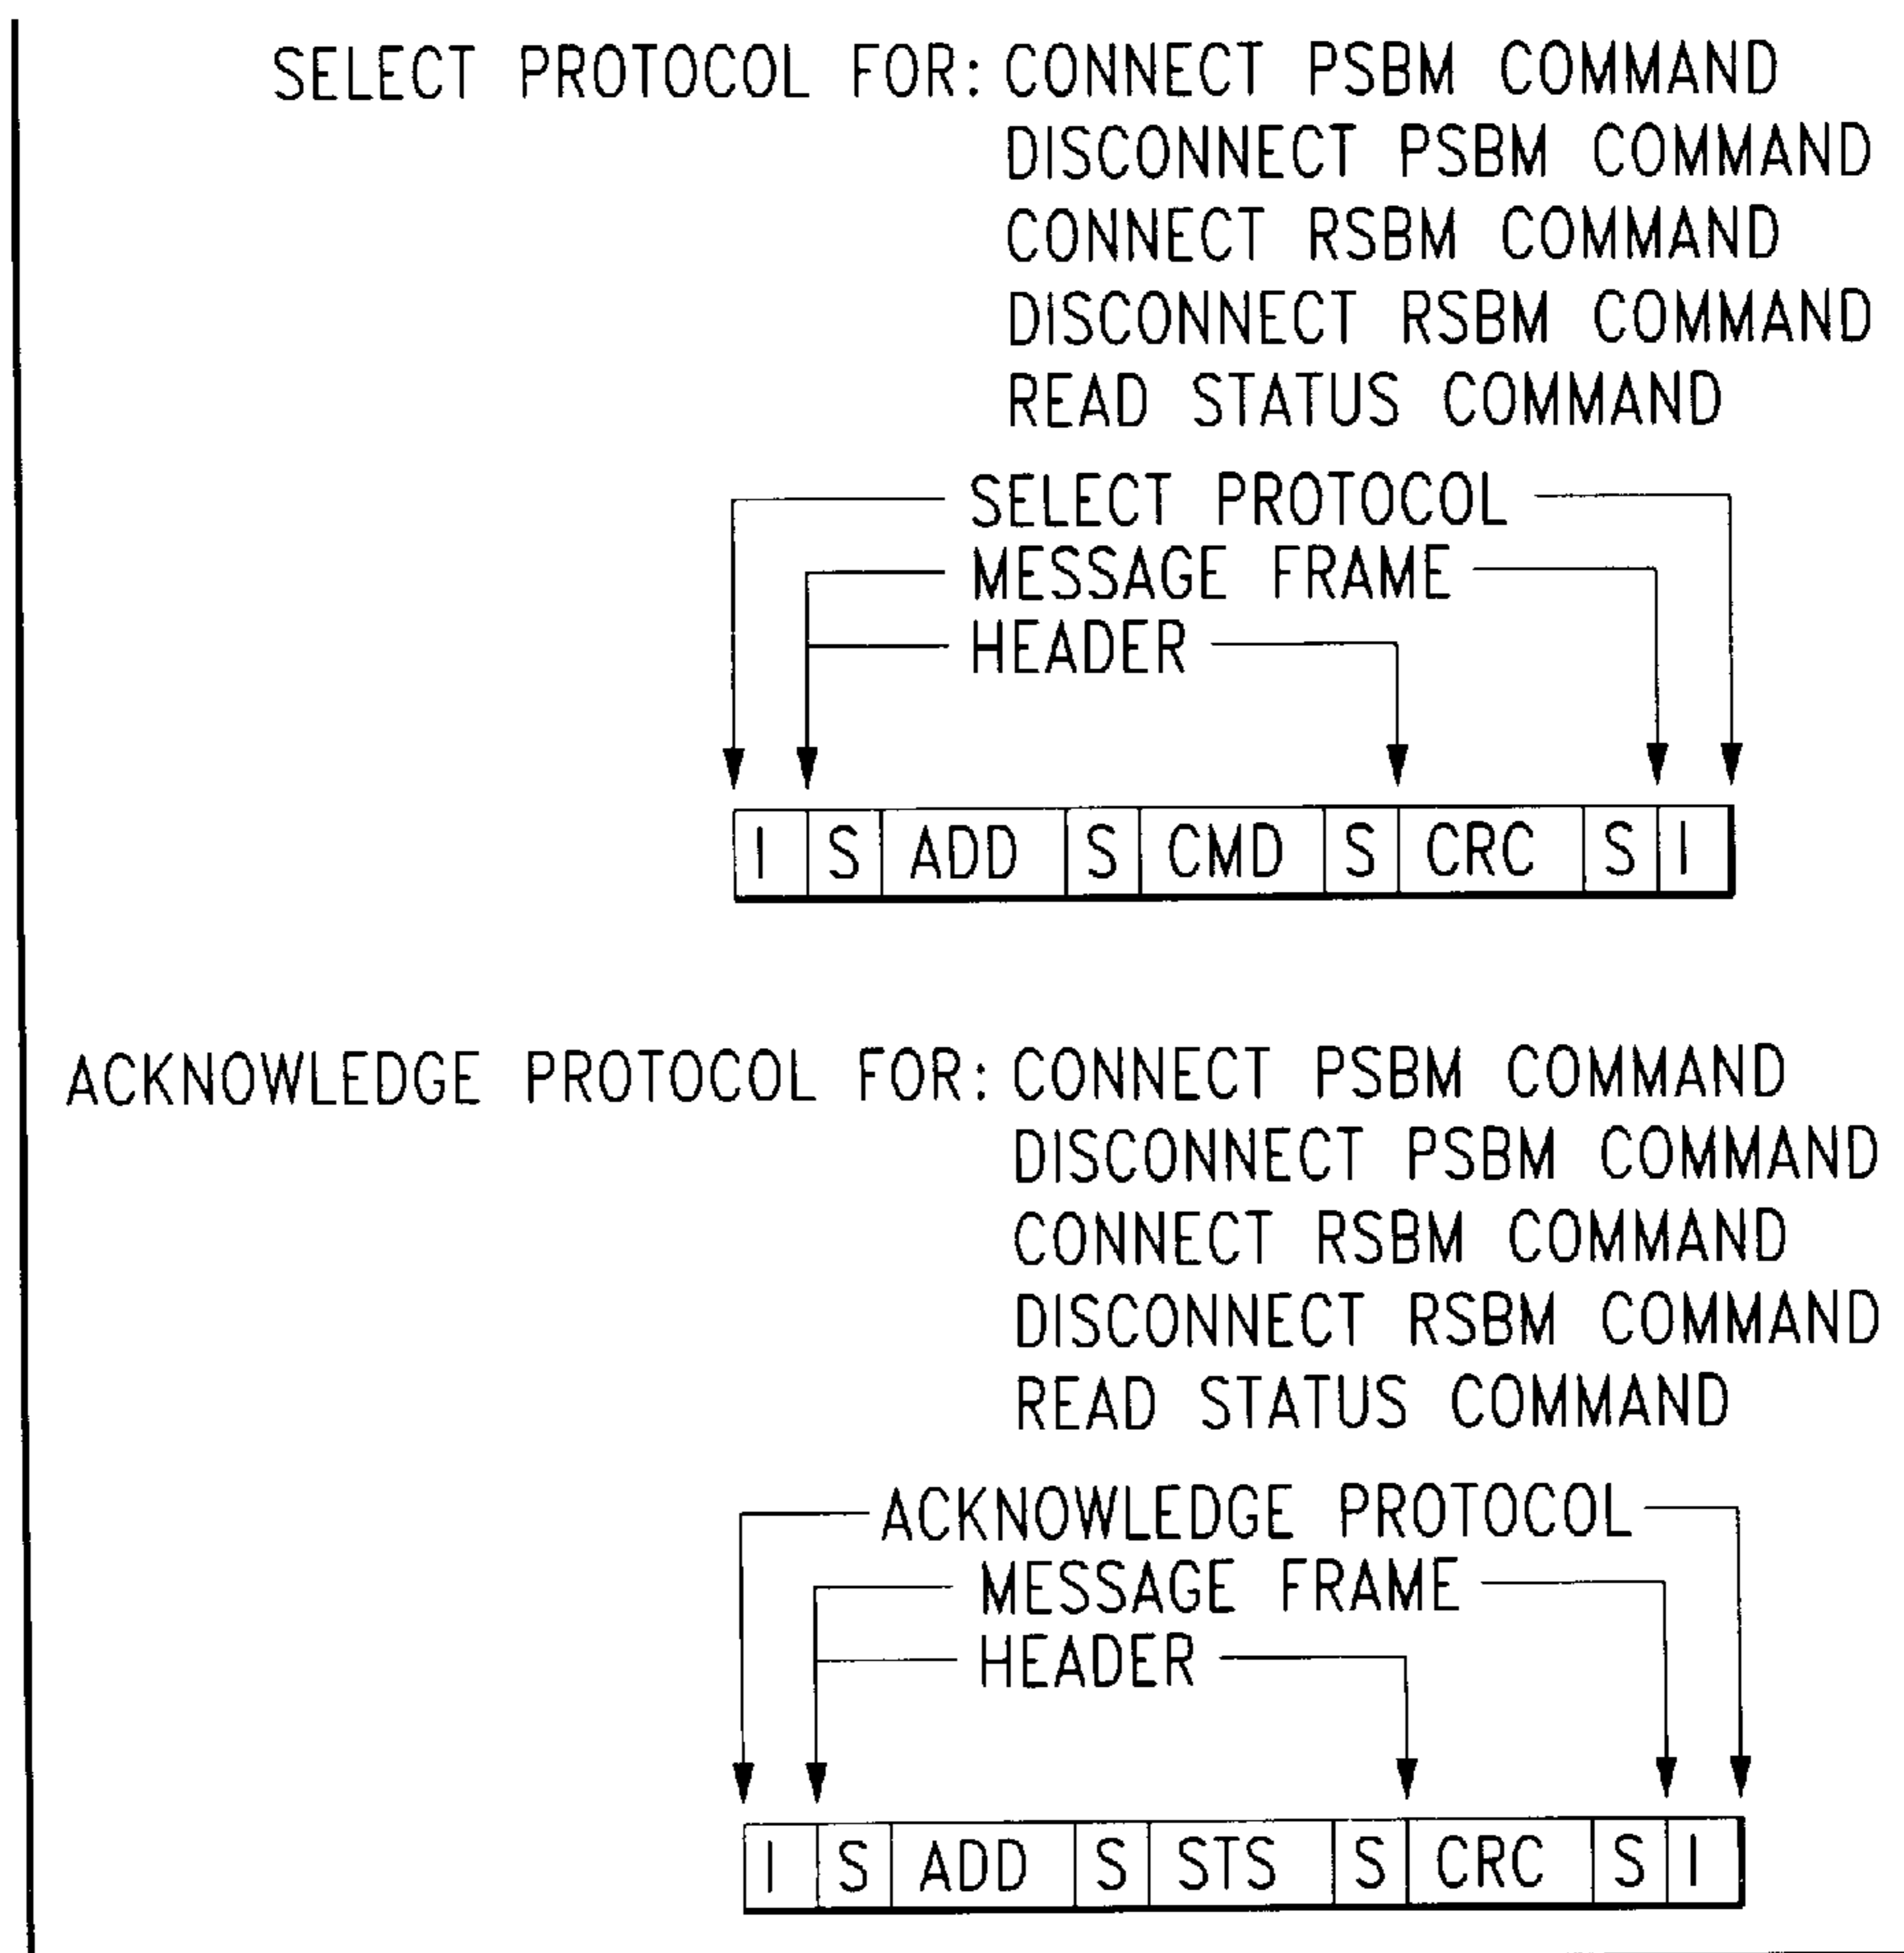 SELECT PROTOCOL FOR: CONNECT PSBM COMMAND
DISCONNECT PSBM COMMAND
CONNECT RSBM COMMAND
DISCONNECT RSBM COMMAND
READ STATUS COMMAND
SELECT PROTOCOL
MESSAGE FRAME
HEADER
I S ADD S CMD S CRC S I
ACKNOWLEDGE PROTOCOL FOR: CONNECT PSBM COMMAND
DISCONNECT PSBM COMMAND
CONNECT RSBM COMMAND
DISCONNECT RSBM COMMAND
READ STATUS COMMAND
ACKNOWLEDGE PROTOCOL
MESSAGE FRAME
HEADER
I S ADD S STS S CRC S I